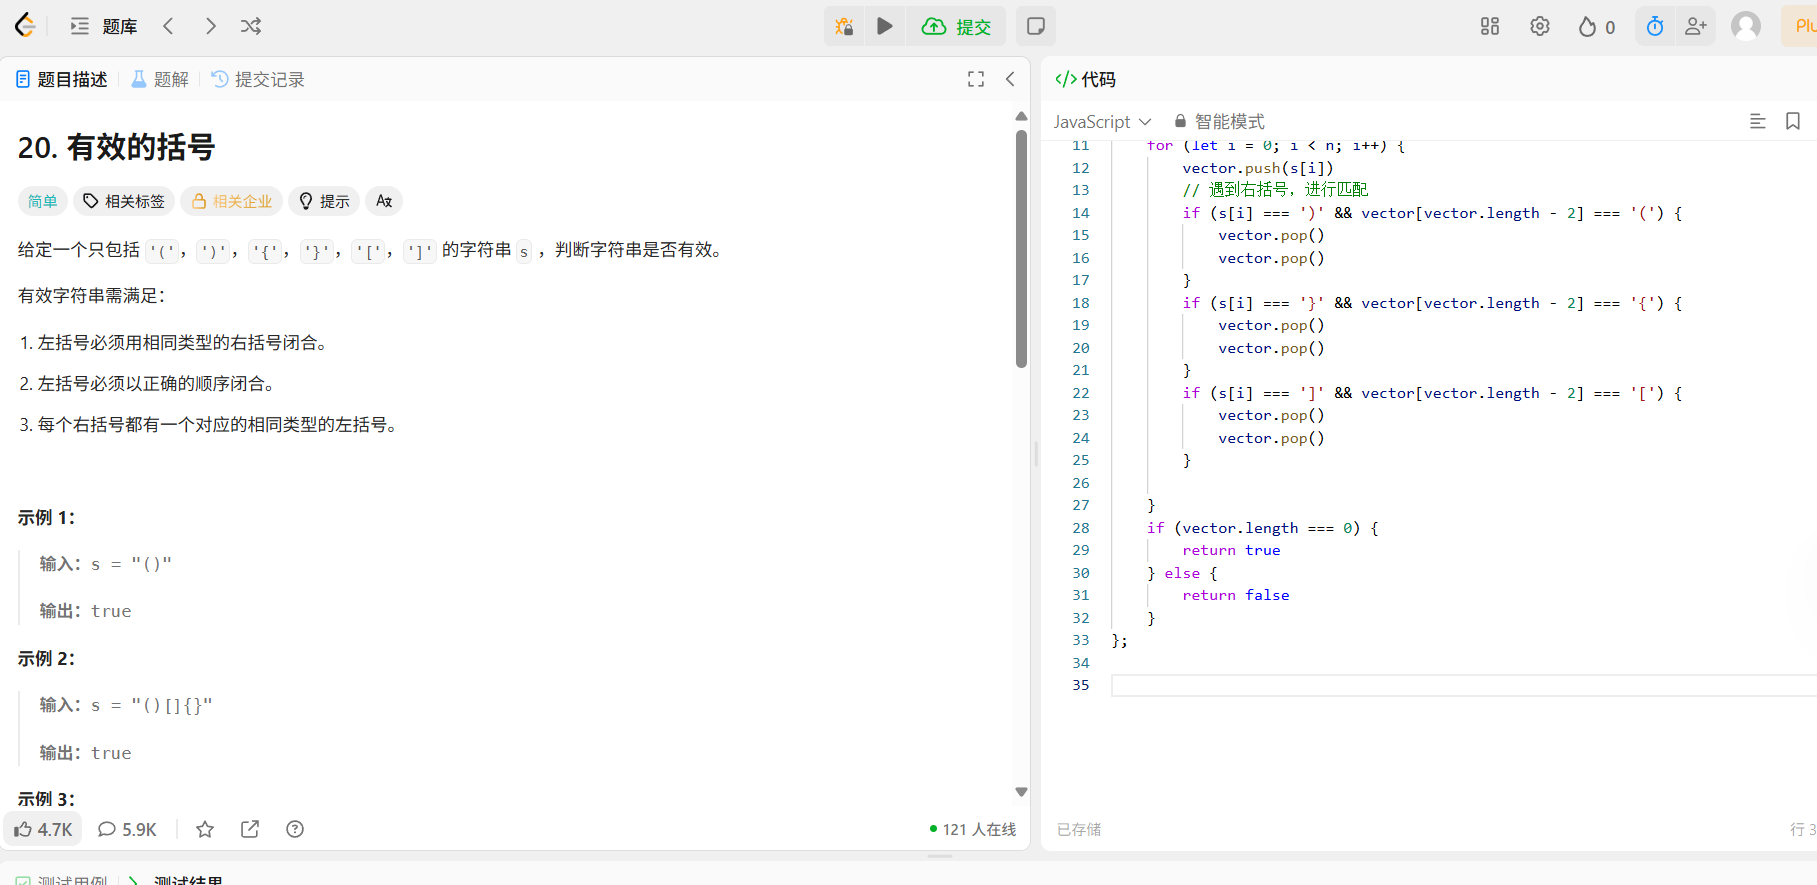 题库
提交
0
Plu
题目描述
题解
提交记录
20. 有效的括号
简单
相关标签
相关企业
提示
给定一个只包括 '('，')'，'{'，'}'，'['，']' 的字符串 s ，判断字符串是否有效。
有效字符串需满足：
1. 左括号必须用相同类型的右括号闭合。
2. 左括号必须以正确的顺序闭合。
3. 每个右括号都有一个对应的相同类型的左括号。
示例 1：
输入：s = "()"
输出：true
示例 2：
输入：s = "()[]{}"
输出：true
示例 3：
4.7K
5.9K
121 人在线
测试用例
测试结果
代码
JavaScript
智能模式
11 for (let i = 0; i < n; i++) {
12 vector.push(s[i])
13 // 遇到右括号，进行匹配
14 if (s[i] === ')' && vector[vector.length - 2] === '(') {
15 vector.pop()
16 vector.pop()
17 }
18 if (s[i] === '}' && vector[vector.length - 2] === '{') {
19 vector.pop()
20 vector.pop()
21 }
22 if (s[i] === ']' && vector[vector.length - 2] === '[') {
23 vector.pop()
24 vector.pop()
25 }
26
27 }
28 if (vector.length === 0) {
29 return true
30 } else {
31 return false
32 }
33 };
34
35
已存储
行 3